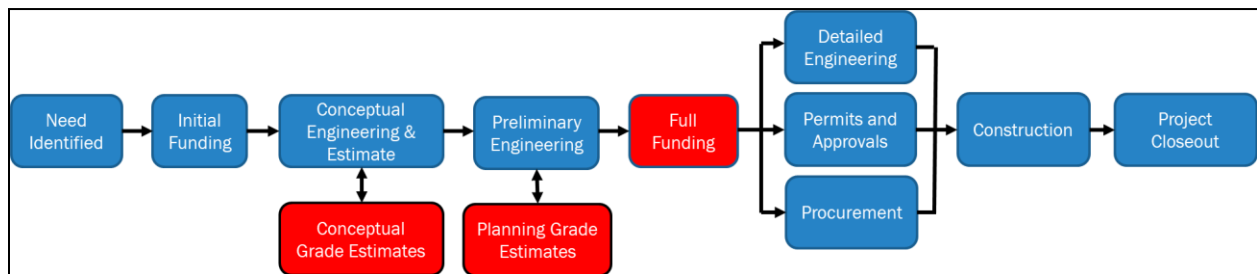 Need
Identified
Initial
Funding
Conceptual
Engineering &
Estimate
Conceptual
Grade Estimates
Preliminary
Engineering
Planning Grade
Estimates
Full
Funding
Detailed
Engineering
Permits and
Approvals
Procurement
Construction
Project
Closeout